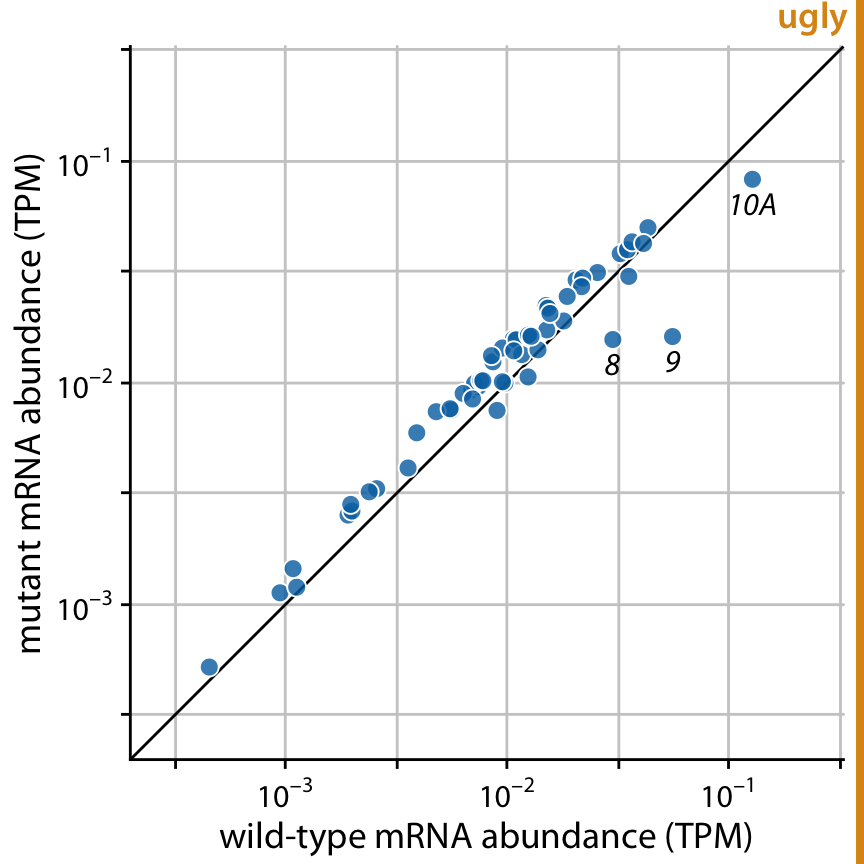 ugly
mutant mRNA abundance (TPM)
10⁻¹
10⁻²
10⁻³
10A
8
9
10⁻³ 10⁻² 10⁻¹
wild-type mRNA abundance (TPM)